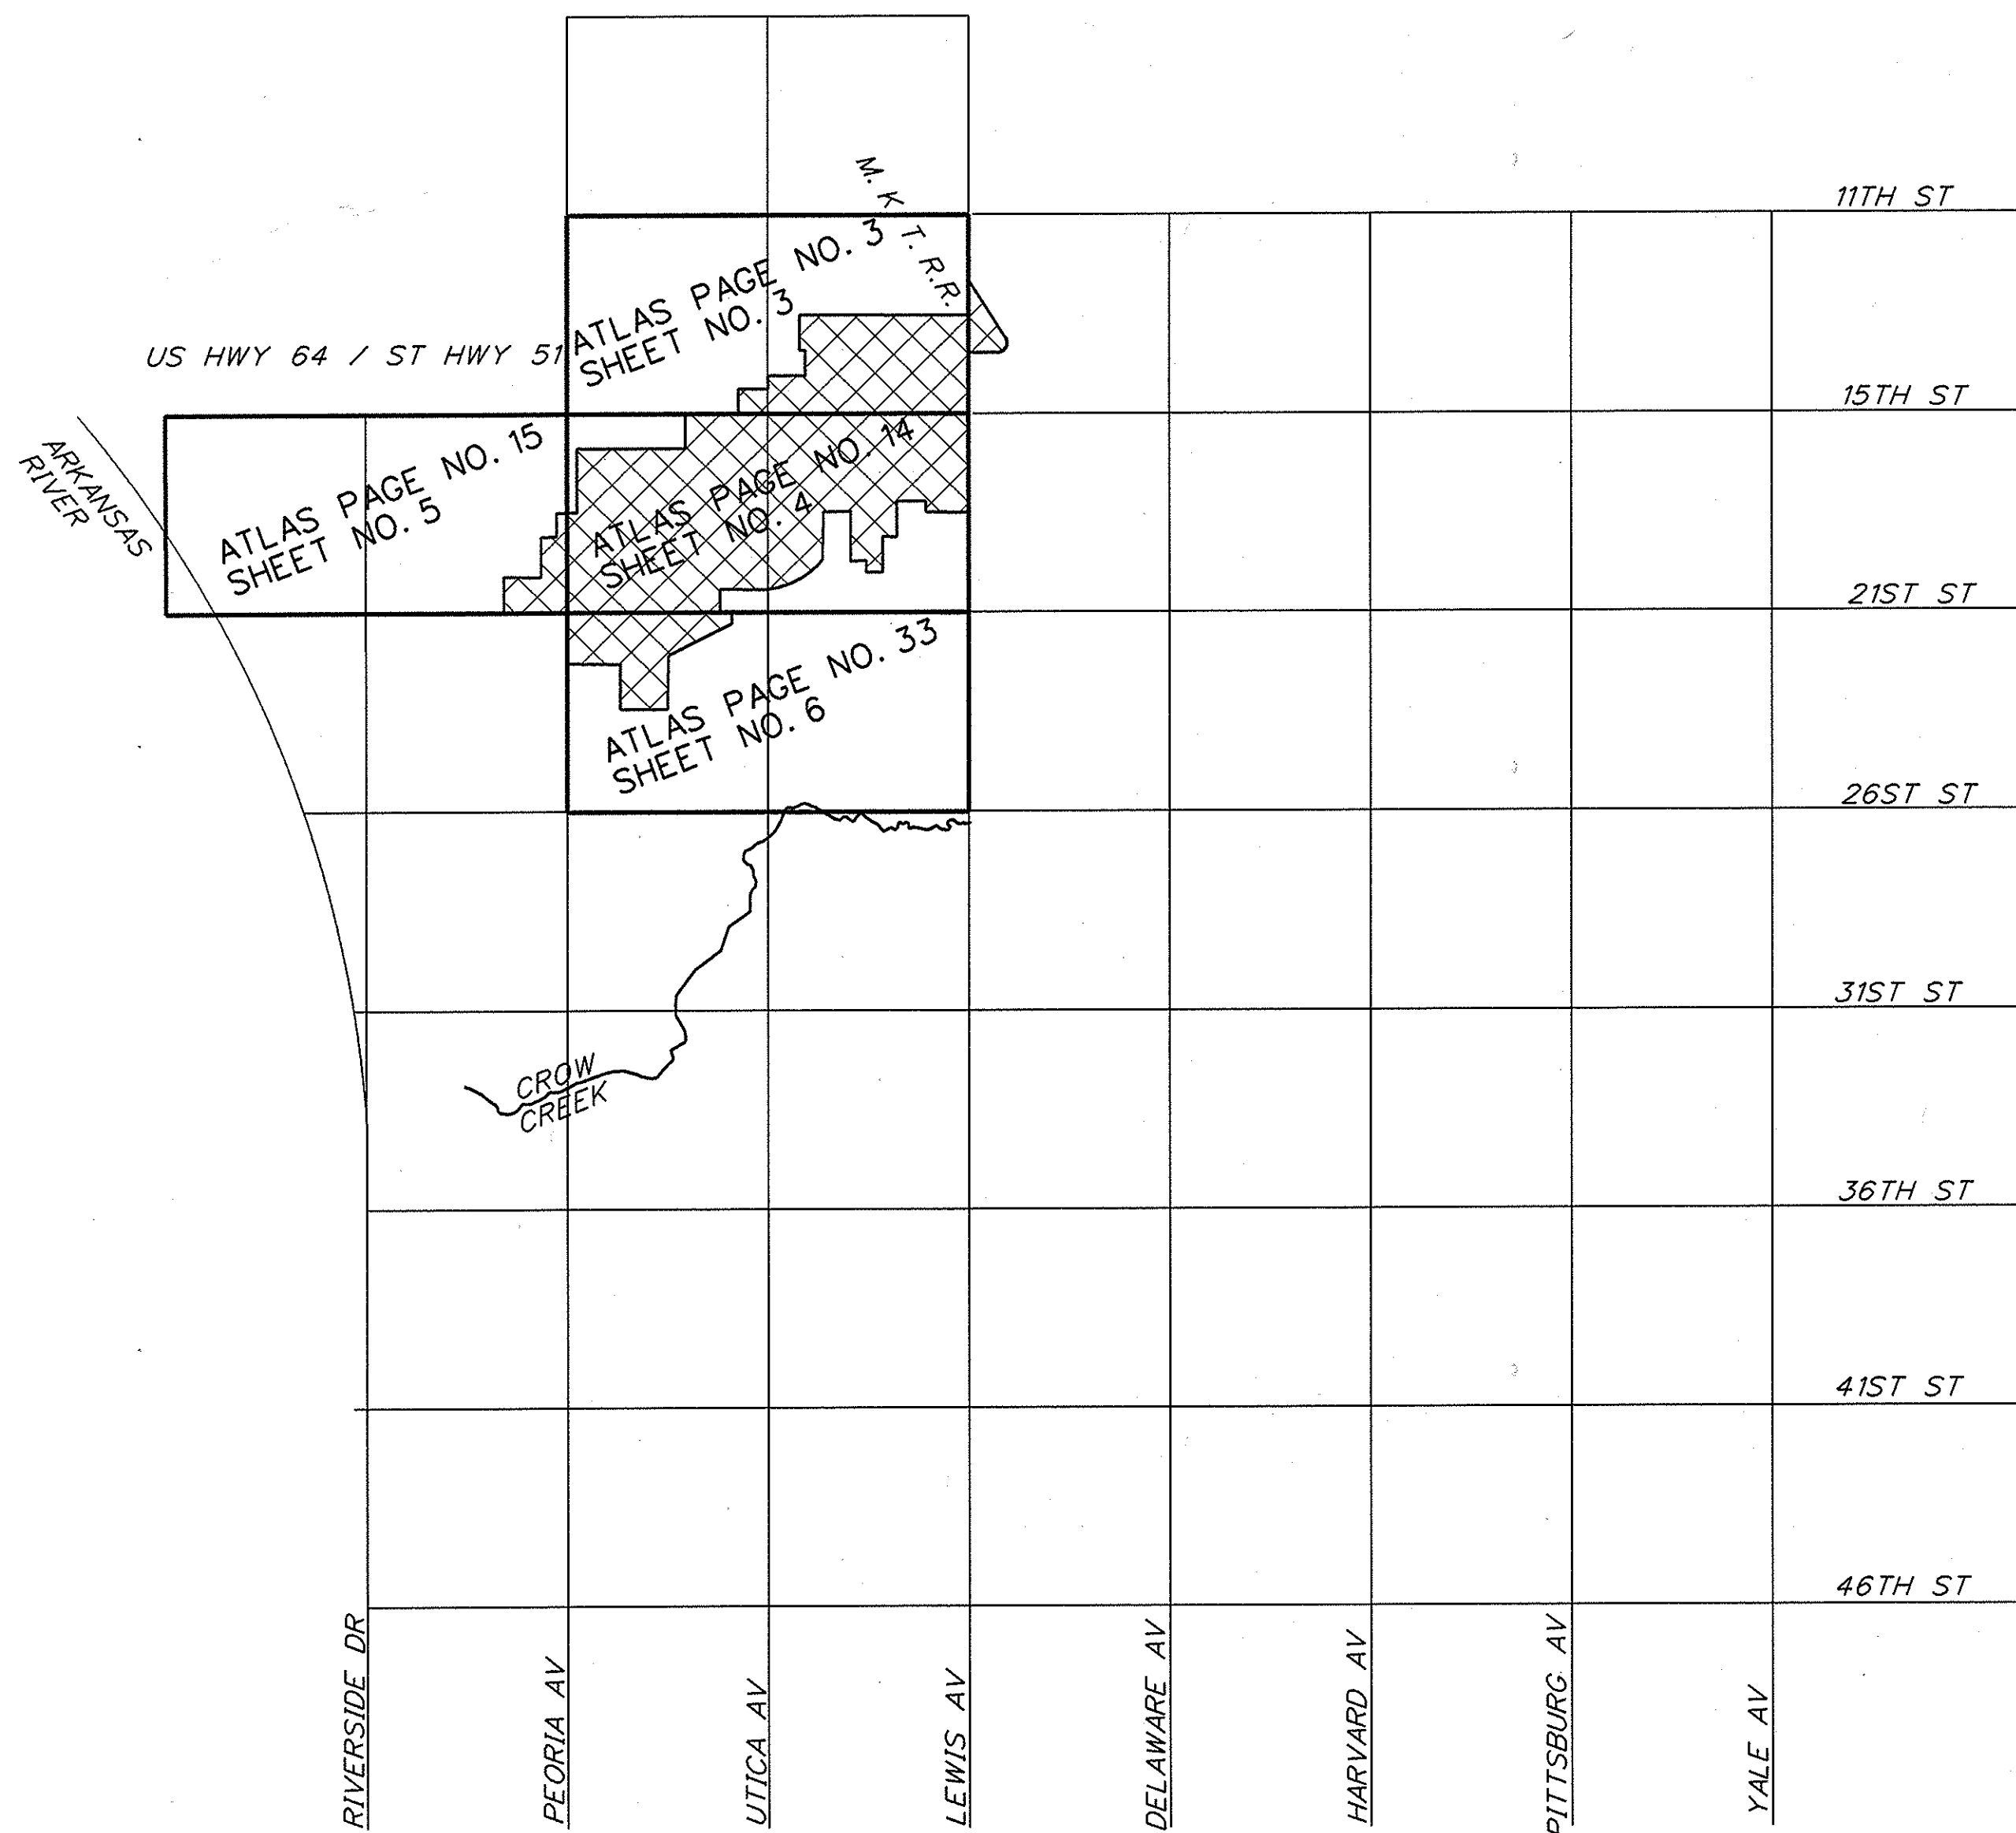 11TH ST
M. K T. R.R.
ATLAS PAGE NO. 3
SHEET NO. 3
US HWY 64 / ST HWY 51
15TH ST
ARKANSAS
RIVER
ATLAS PAGE NO. 15
SHEET NO. 5
ATLAS PAGE NO. 14
SHEET NO. 4
21ST ST
ATLAS PAGE NO. 33
SHEET NO. 6
26ST ST
31ST ST
CROW
CREEK
36TH ST
41ST ST
46TH ST
RIVERSIDE DR
PEORIA AV
UTICA AV
LEWIS AV
DELAWARE AV
HARVARD AV
PITTSBURG AV
YALE AV